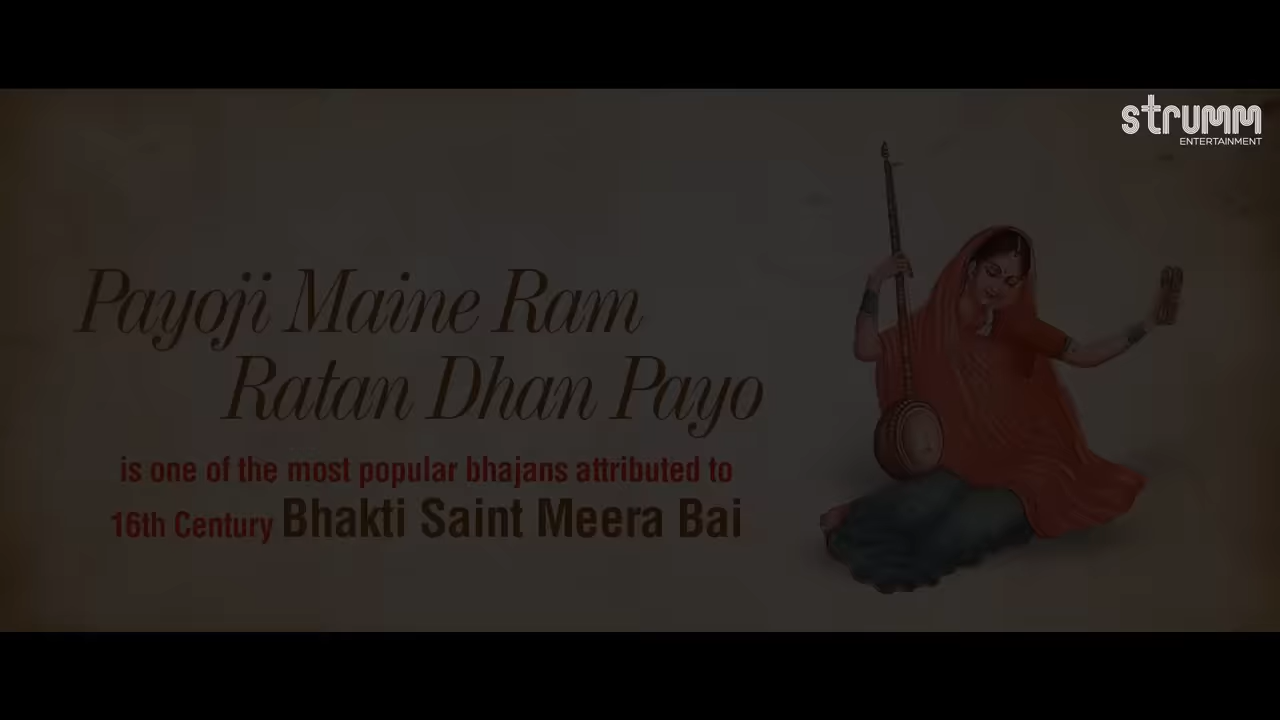 strumm
ENTERTAINMENT
Payoji Maine Ram
Ratan Dhan Payo
is one of the most popular bhajans attributed to
16th Century Bhakti Saint Meera Bai